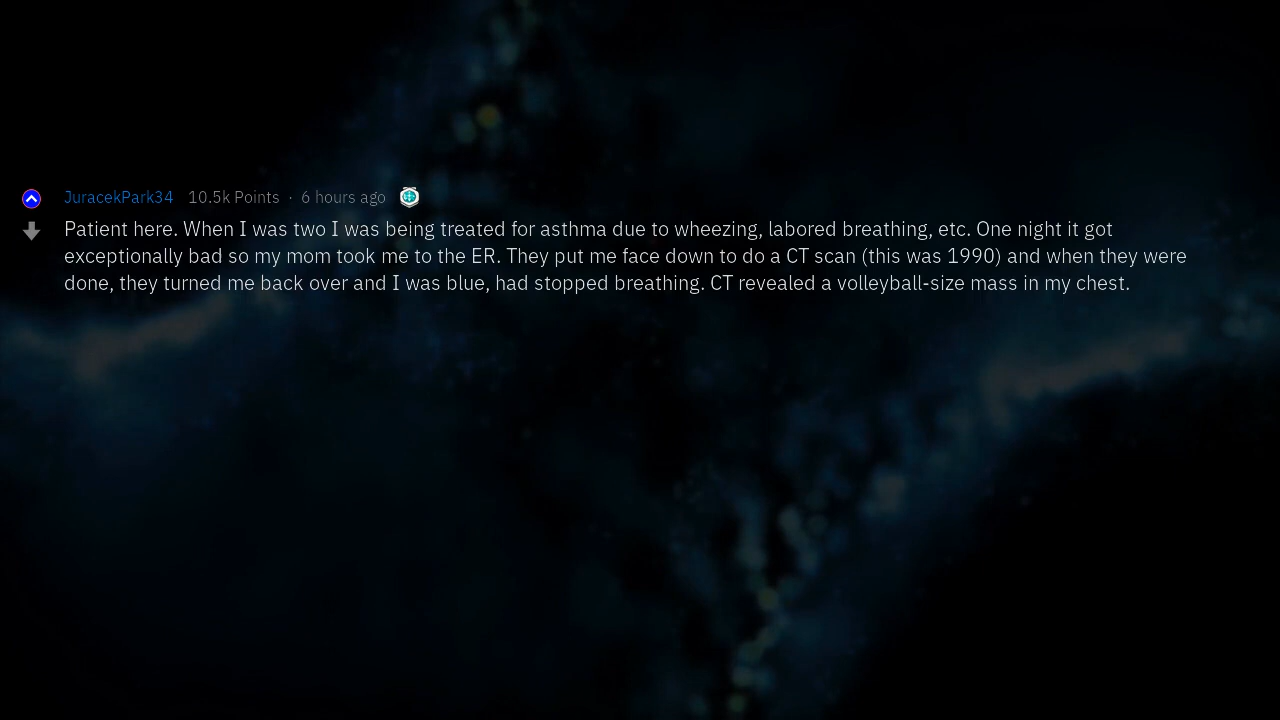 JuracekPark34 10.5k Points · 6 hours ago
Patient here. When I was two I was being treated for asthma due to wheezing, labored breathing, etc. One night it got
exceptionally bad so my mom took me to the ER. They put me face down to do a CT scan (this was 1990) and when they were
done, they turned me back over and I was blue, had stopped breathing. CT revealed a volleyball-size mass in my chest.